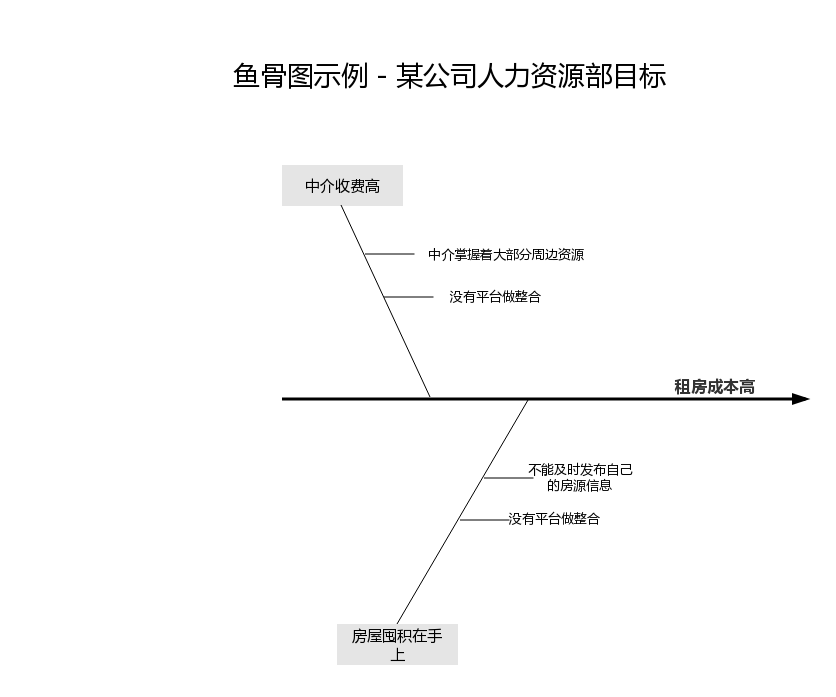 鱼骨图示例 - 某公司人力资源部目标
中介收费高
中介掌握着大部分周边资源
没有平台做整合
租房成本高
不能及时发布自己
的房源信息
没有平台做整合
房屋囤积在手
上